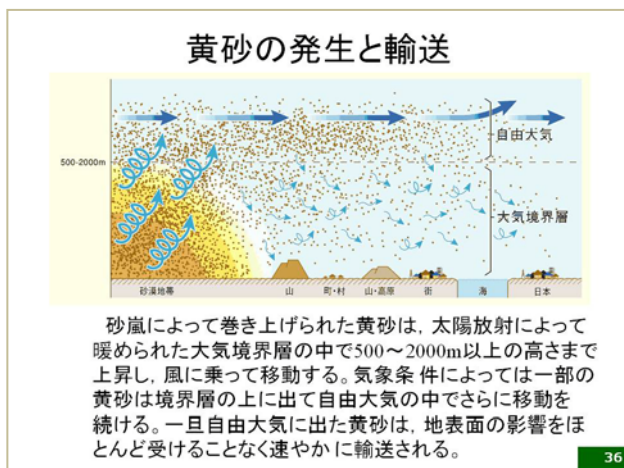 黄砂の発生と輸送
自由大気
500-2000m
大気境界層
砂漠地帯 山 町・村 山・高原 街 海 日本
砂嵐によって巻き上げられた黄砂は, 太陽放射によって
暖められた大気境界層の中で500～2000m以上の高さまで
上昇し, 風に乗って移動する。気象条 件によっては一部の
黄砂は境界層の上に出て自由大気の中でさらに移動を
続ける。一旦自由大気に出た黄砂は, 地表面の影響をほ
とんど受けることなく速やか に輸送される。
36